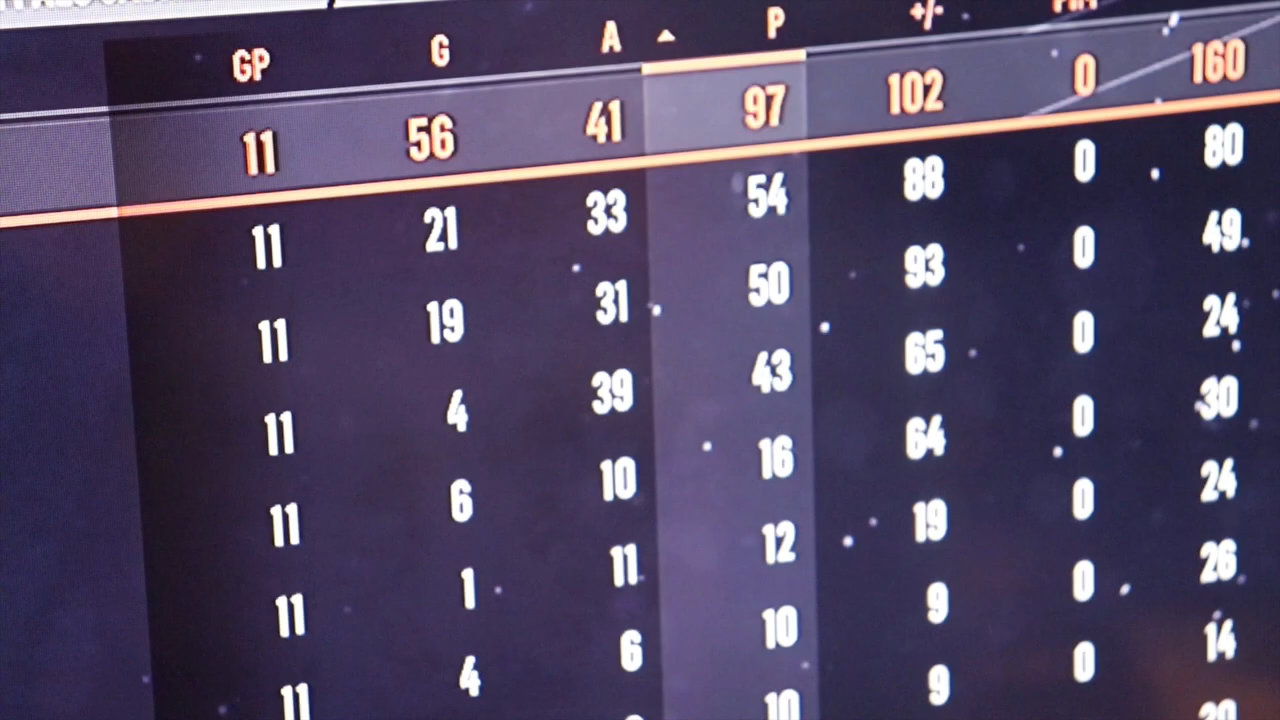 GP G A P +/-
11 56 41 97 102 0 160
11 21 33 54 88 0 80
11 19 31 50 93 0 49
11 4 39 43 65 0 24
11 6 10 16 64 0 30
11 1 11 12 19 0 24
11 4 6 10 9 0 26
10 9 0 14